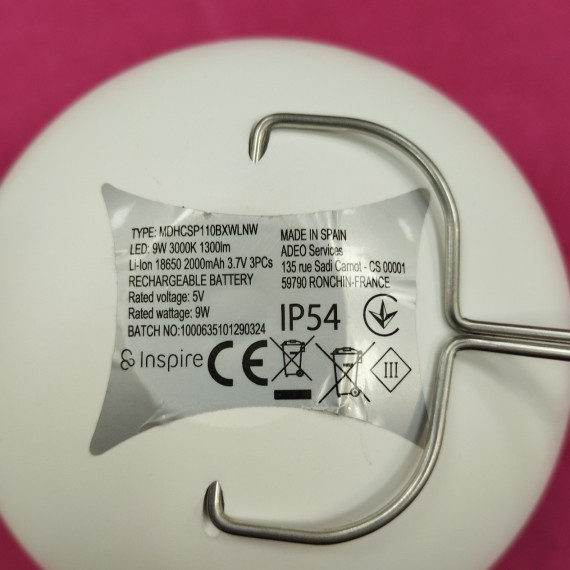 TYPE: MDHCSP110BXWLNW
LED: 9W 3000K 1300lm
Li-Ion 18650 2000mAh 3.7V 3PCs
RECHARGEABLE BATTERY
Rated voltage: 5V
Rated wattage: 9W
BATCH NO:1000635101290324
MADE IN SPAIN
ADEO Services
135 rue Sadi Carnot - CS 00001
59790 RONCHIN-FRANCE
IP54
& Inspire CE
III